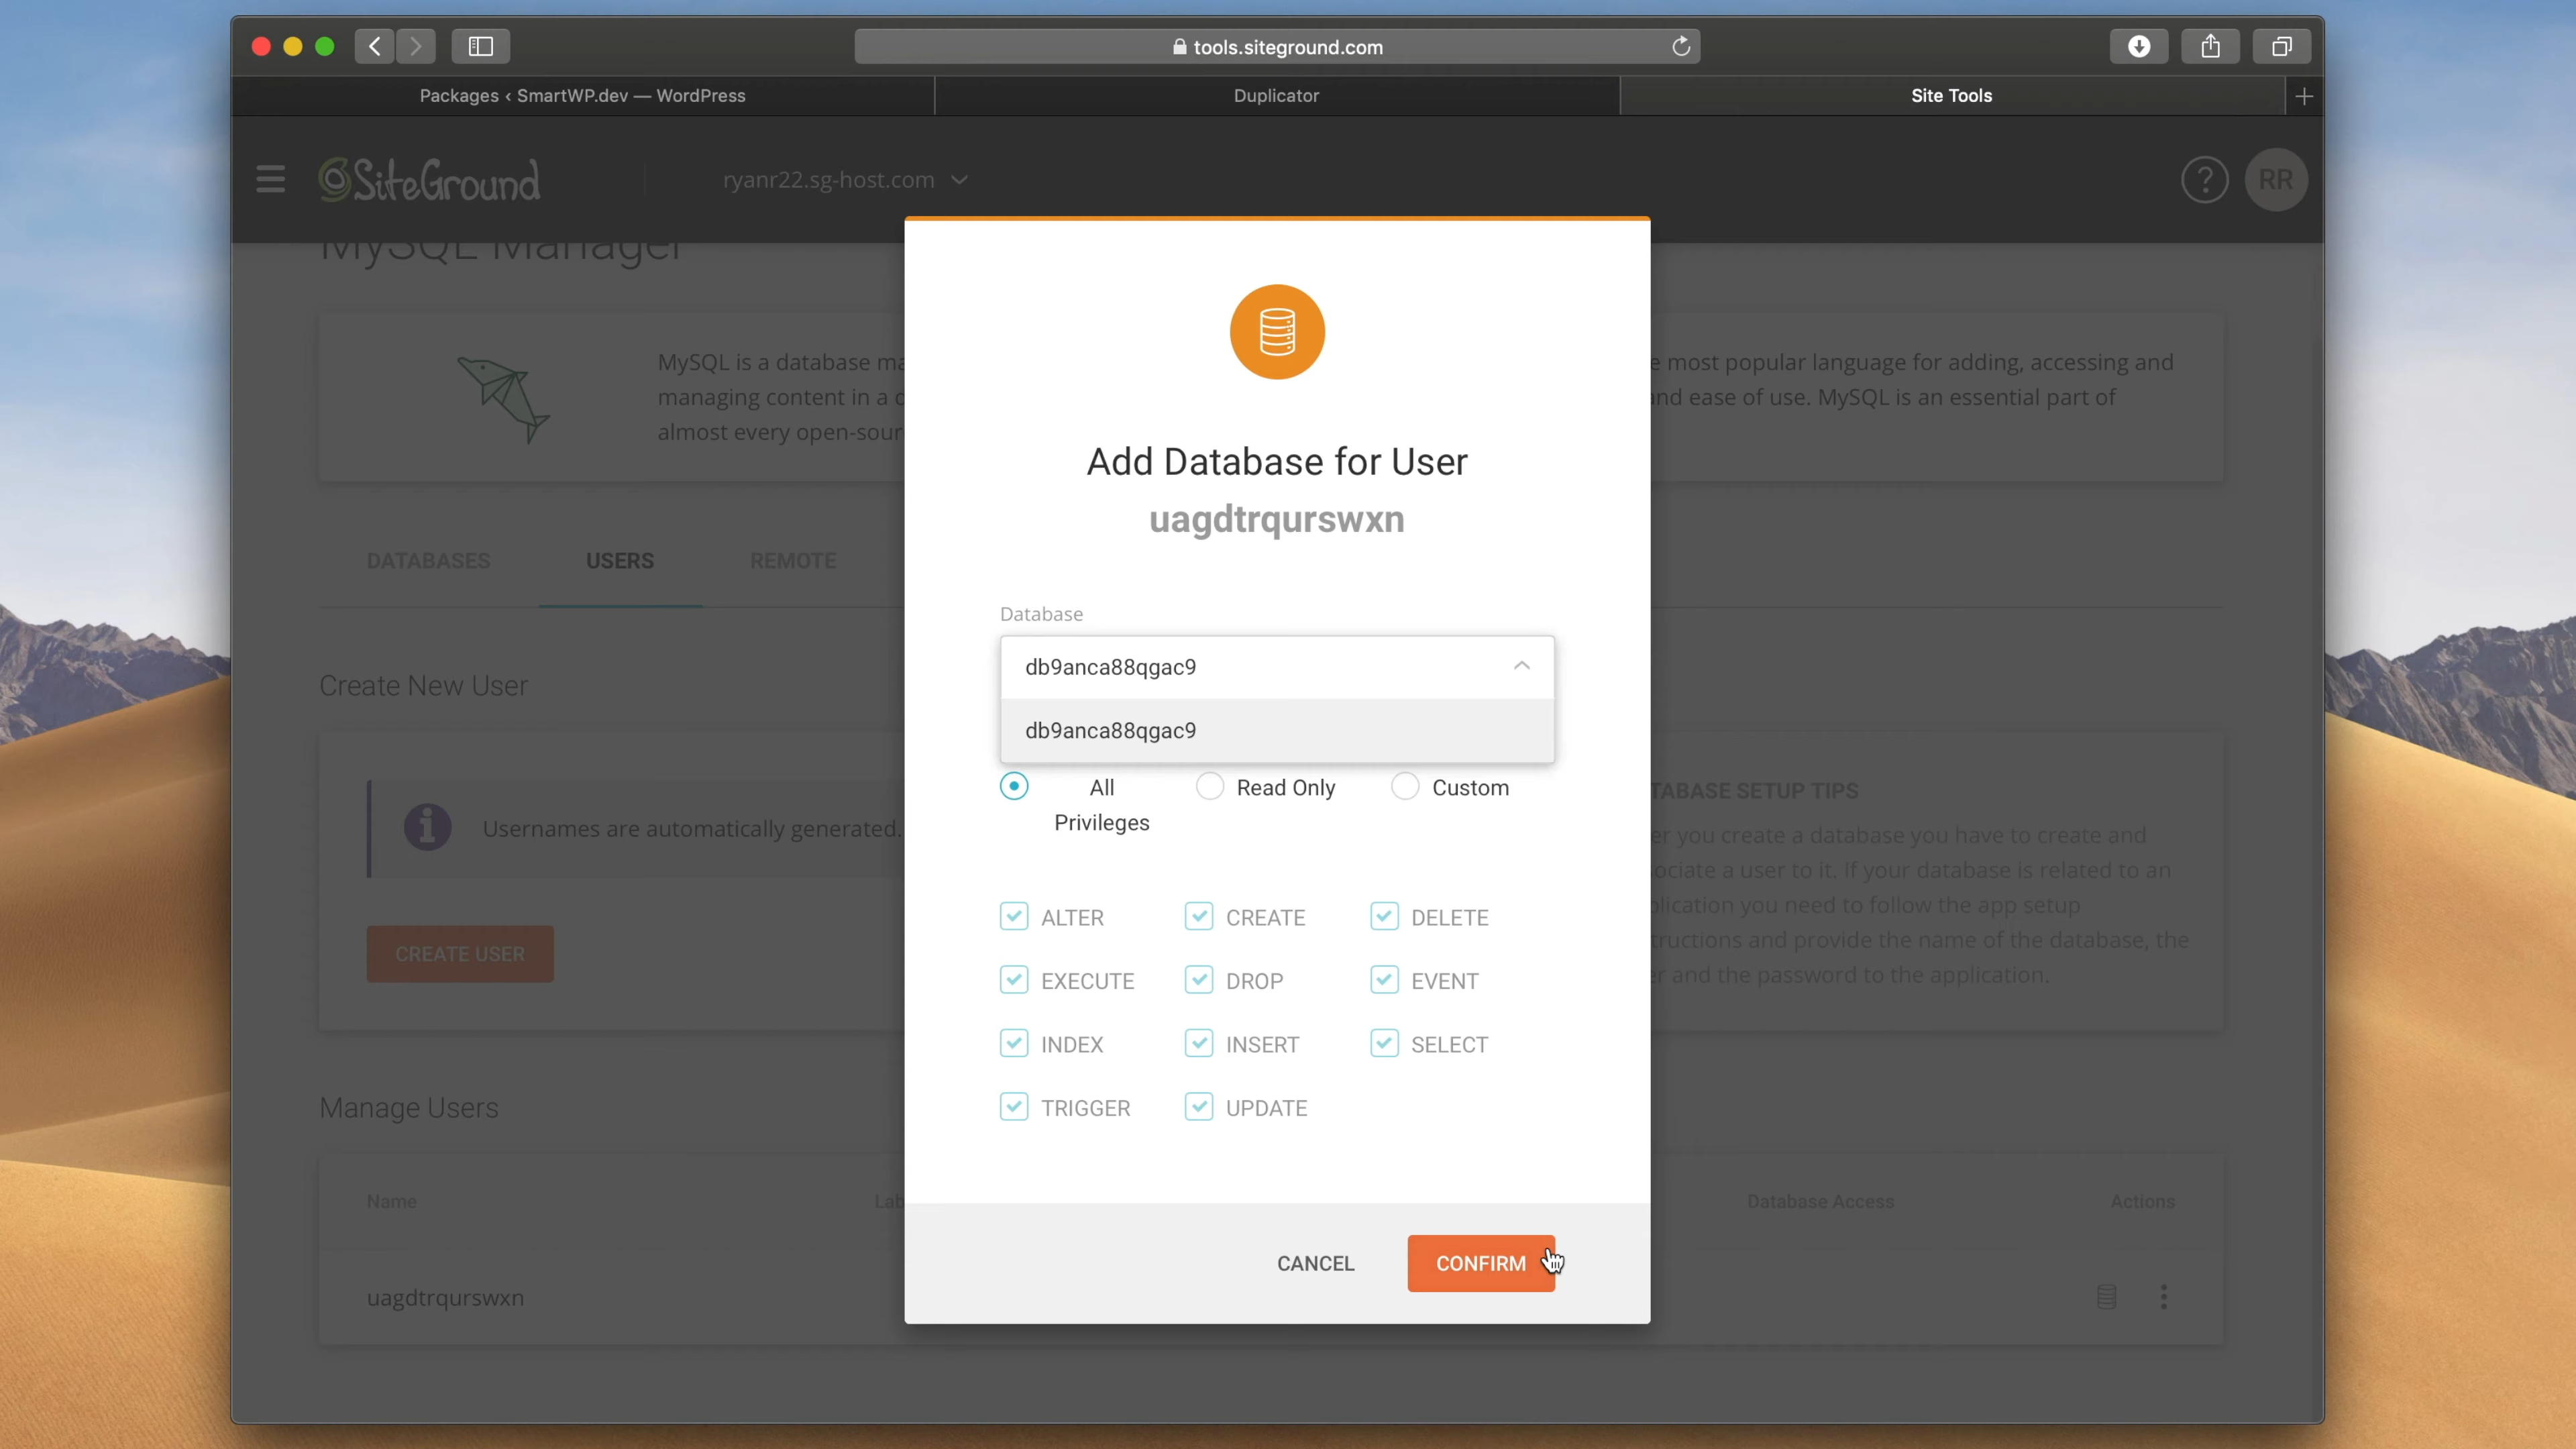 tools.siteground.com
Packages ‹ SmartWP.dev — WordPress
Duplicator
Site Tools
SiteGround
ryanr22.sg-host.com
?
RR
MySQL Manager
MySQL is a database ma
e most popular language for adding, accessing and
managing content in a d
and ease of use. MySQL is an essential part of
almost every open-sour
Add Database for User
uagdtrqurswxn
DATABASES
USERS
REMOTE
Database
db9anca88qgac9
db9anca88qgac9
Create New User
Usernames are automatically generated.
All Privileges
Read Only
Custom
ALTER
CREATE
DELETE
EXECUTE
DROP
EVENT
INDEX
INSERT
SELECT
TRIGGER
UPDATE
TABASE SETUP TIPS
er you create a database you have to create and
ociate a user to it. If your database is related to an
plication you need to follow the app setup
tructions and provide the name of the database, the
er and the password to the application.
CREATE USER
Manage Users
Name
Lab
Database Access
Actions
uagdtrqurswxn
CANCEL
CONFIRM